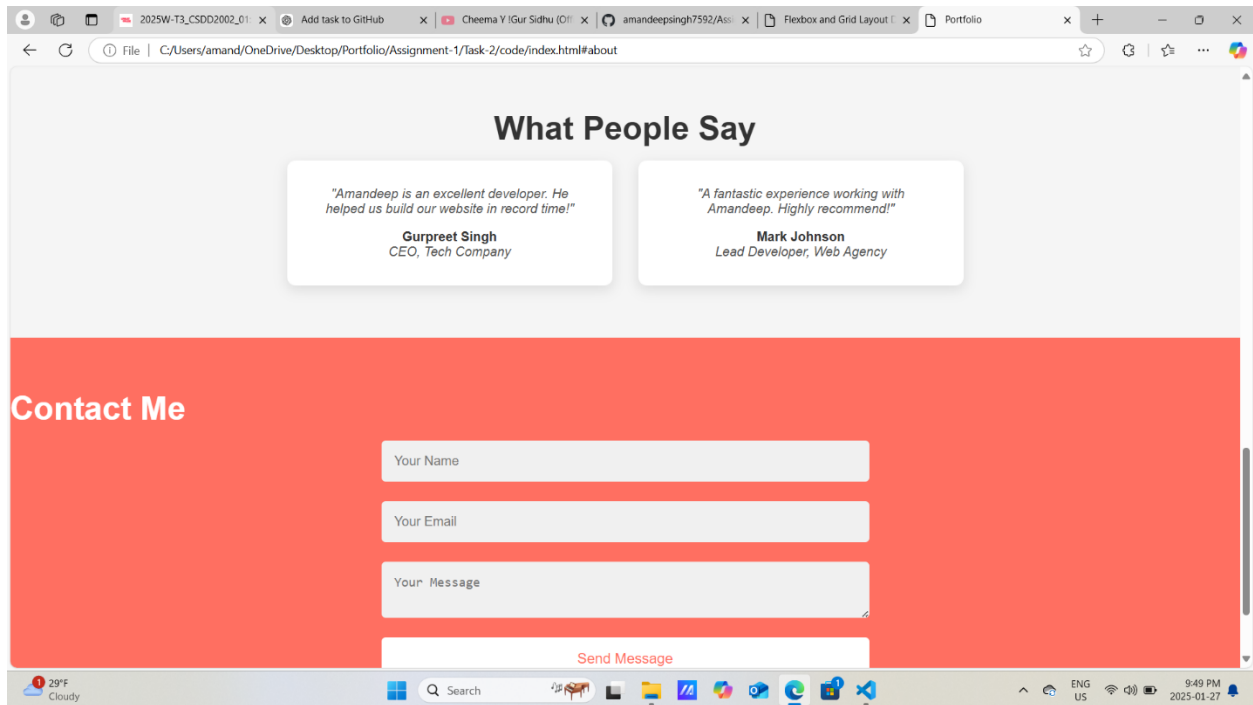 2025W-T3_CSDD2002_01
Add task to GitHub
Cheema Y !Gur Sidhu (Off
amandeepsingh7592/Assi
Flexbox and Grid Layout D
Portfolio
File | C:/Users/amand/OneDrive/Desktop/Portfolio/Assignment-1/Task-2/code/index.html#about
What People Say
"Amandeep is an excellent developer. He
helped us build our website in record time!"
Gurpreet Singh
CEO, Tech Company
"A fantastic experience working with
Amandeep. Highly recommend!"
Mark Johnson
Lead Developer, Web Agency
Contact Me
Your Name
Your Email
Your Message
Send Message
1
29°F
Cloudy
Search
1
ENG
US
9:49 PM
2025-01-27